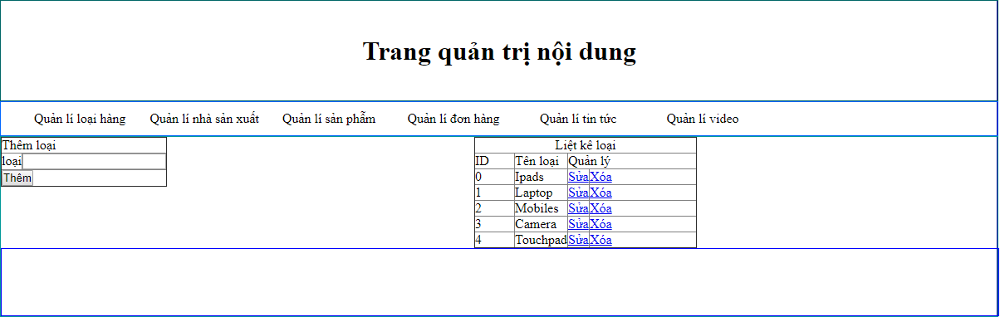 Trang quản trị nội dung
Quản lí loại hàng Quản lí nhà sản xuất Quản lí sản phẩm Quản lí đơn hàng Quản lí tin tức Quản lí video
Thêm loại
loại
Thêm
Liệt kê loại
ID Tên loại Quản lý
0 Ipads Sửa Xóa
1 Laptop Sửa Xóa
2 Mobiles Sửa Xóa
3 Camera Sửa Xóa
4 Touchpad Sửa Xóa